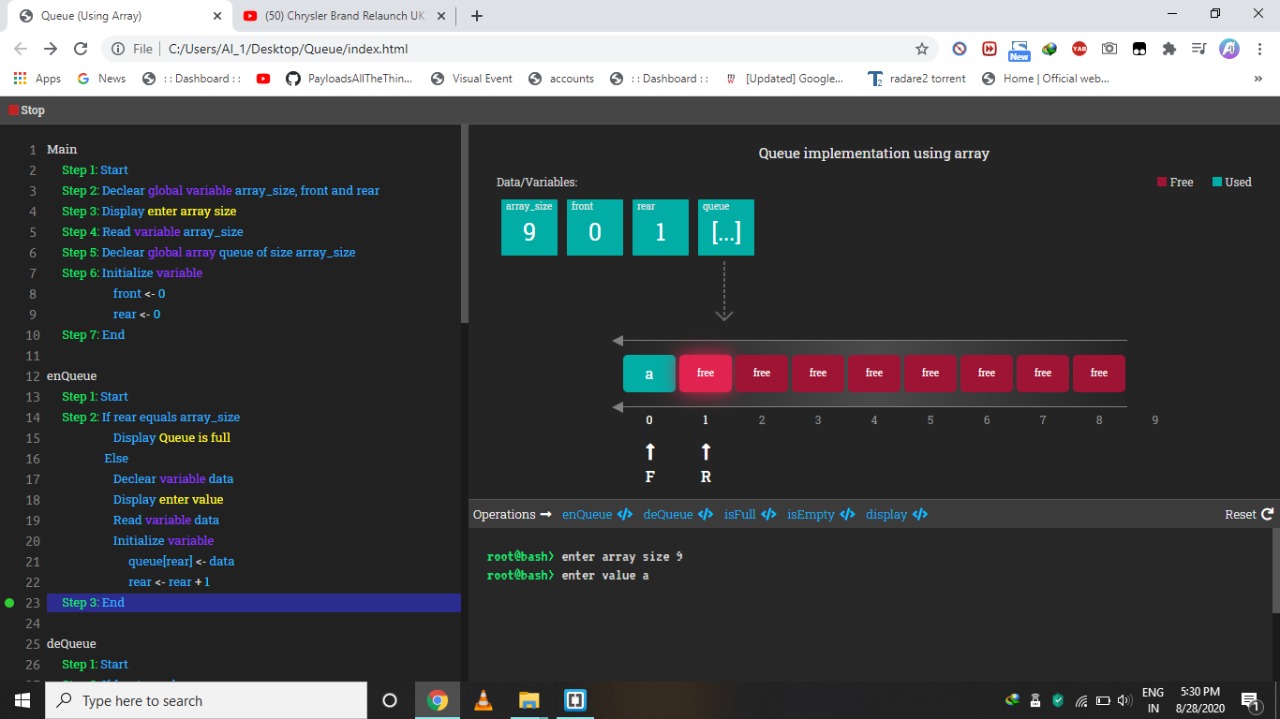 Queue (Using Array)
(50) Chrysler Brand Relaunch UK
File | C:/Users/AI_1/Desktop/Queue/index.html
New
YAB
Apps
News
: : Dashboard : :
PayloadsAllTheThin...
Visual Event
accounts
: : Dashboard : :
[Updated] Google...
radare2 torrent
Home | Official web...
»
Stop
1 Main
2 Step 1: Start
3 Step 2: Declear global variable array_size, front and rear
4 Step 3: Display enter array size
5 Step 4: Read variable array_size
6 Step 5: Declear global array queue of size array_size
7 Step 6: Initialize variable
8 front <- 0
9 rear <- 0
10 Step 7: End
11
12 enQueue
13 Step 1: Start
14 Step 2: If rear equals array_size
15 Display Queue is full
16 Else
17 Declear variable data
18 Display enter value
19 Read variable data
20 Initialize variable
21 queue[rear] <- data
22 rear <- rear + 1
23 Step 3: End
24
25 deQueue
26 Step 1: Start
Queue implementation using array
Data/Variables:
Free Used
array_size front rear queue
9 0 1 [...]
a free free free free free free free free
0 1 2 3 4 5 6 7 8 9
F R
Operations → enQueue </> deQueue </> isFull </> isEmpty </> display </> Reset
root@bash> enter array size 9
root@bash> enter value a
Type here to search
ENG
IN
5:30 PM
8/28/2020
1